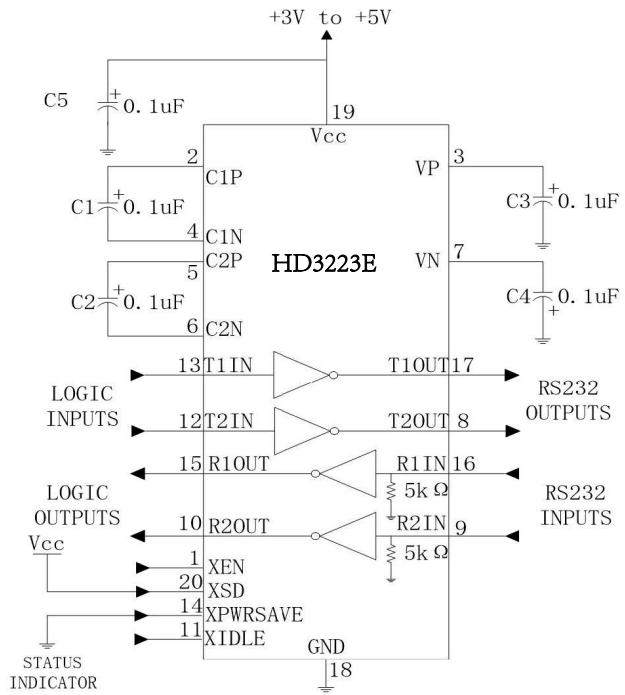 +3V to +5V
C5
+
0.1uF
19
Vcc
2
C1P
VP
3
C1
+
0.1uF
C3
+
0.1uF
4
C1N
5
C2P
HD3223E
VN
7
C2
+
0.1uF
C4
0.1uF
+
6
C2N
13 T1IN
T1OUT 17
LOGIC
INPUTS
RS232
OUTPUTS
12 T2IN
T2OUT 8
15 R1OUT
R1IN 16
5kΩ
LOGIC
OUTPUTS
RS232
INPUTS
10 R2OUT
R2IN 9
5kΩ
Vcc
1 XEN
20 XSD
14 XPWRSAVE
11 XIDLE
STATUS
INDICATOR
GND
18